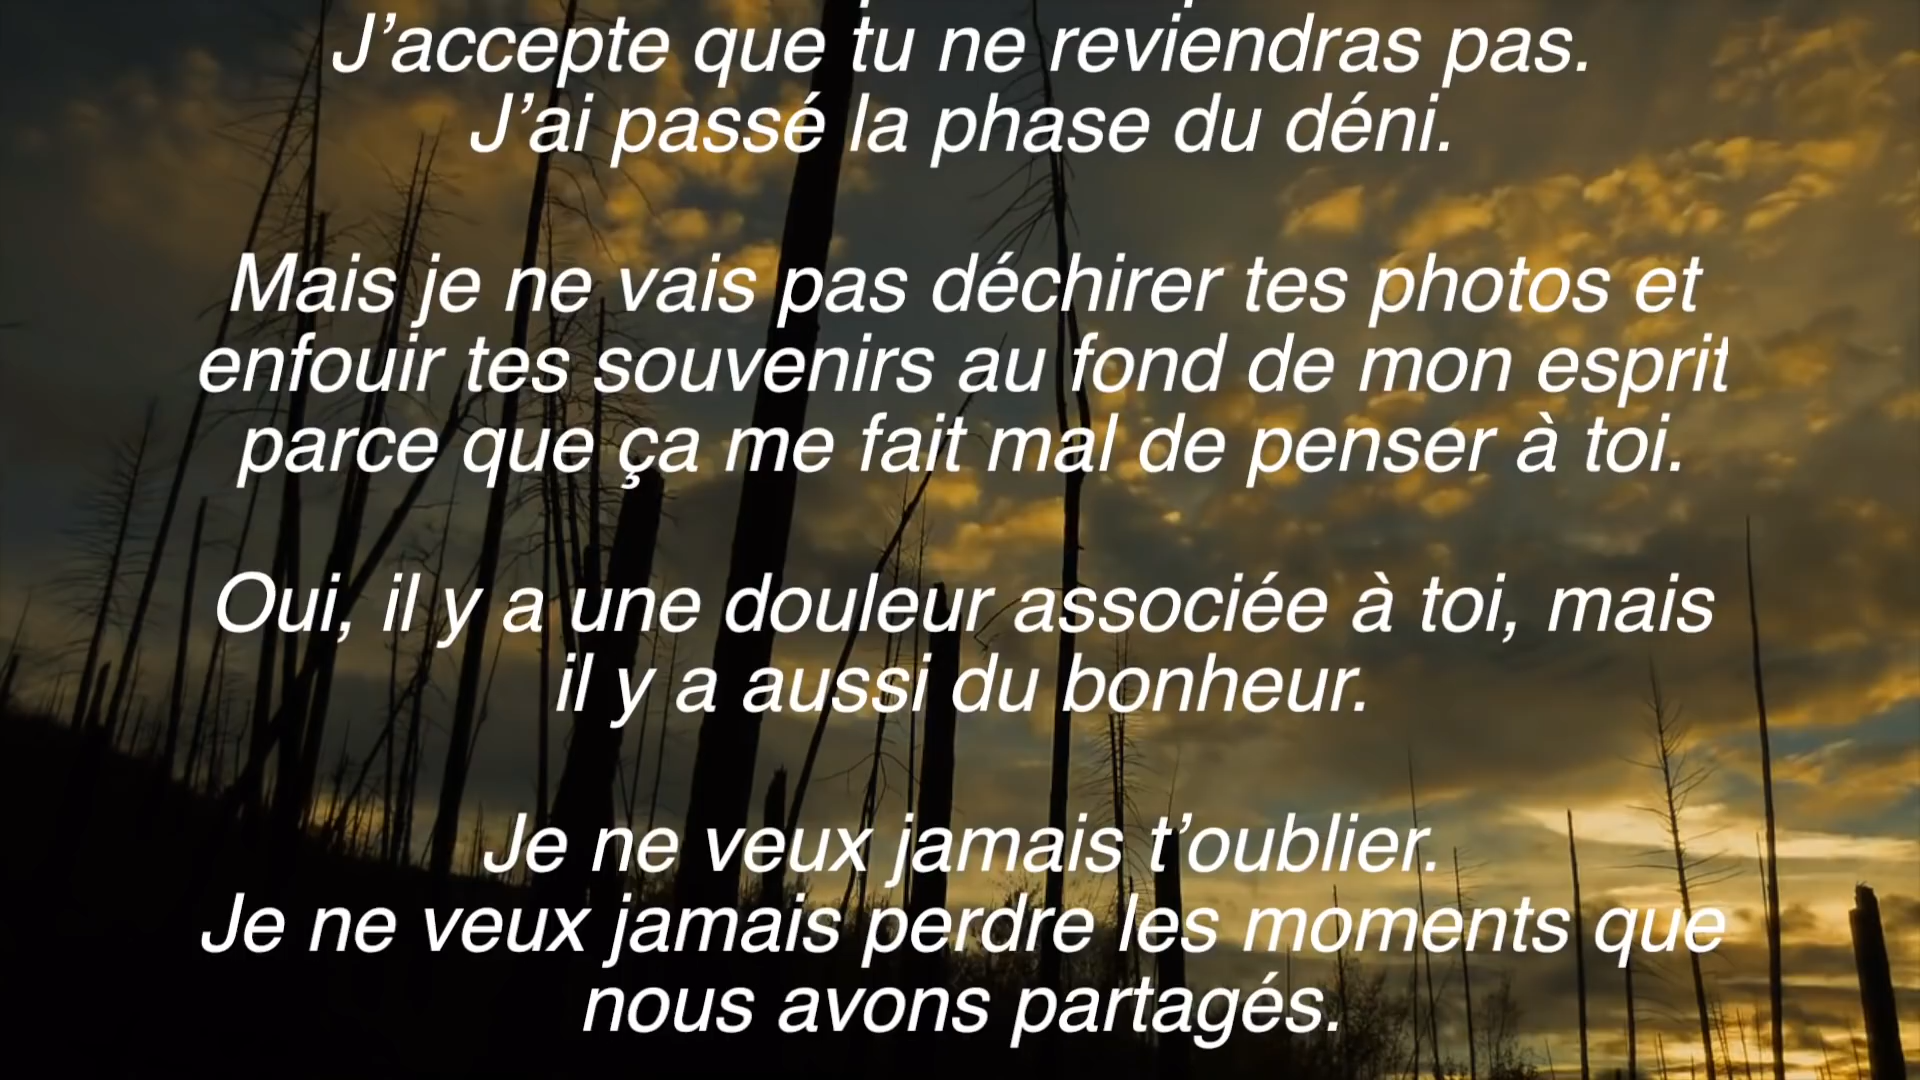 J’accepte que tu ne reviendras pas.
J’ai passé la phase du déni.
Mais je ne vais pas déchirer tes photos et
enfouir tes souvenirs au fond de mon esprit
parce que ça me fait mal de penser à toi.
Oui, il y a une douleur associée à toi, mais
il y a aussi du bonheur.
Je ne veux jamais t’oublier.
Je ne veux jamais perdre les moments que
nous avons partagés.